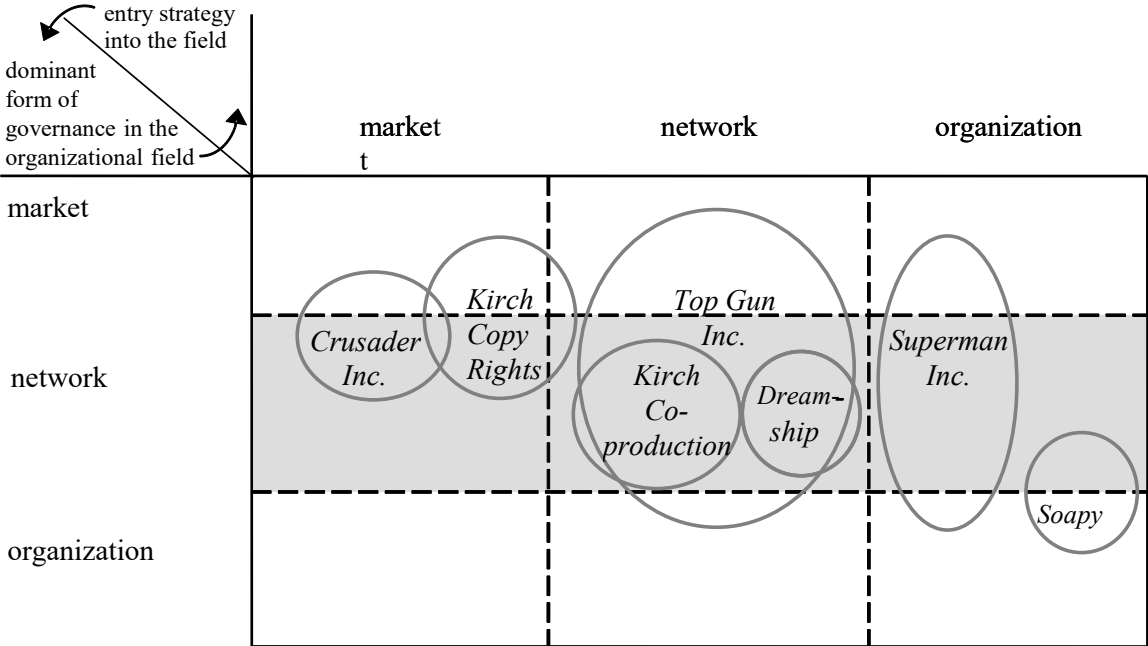 entry strategy
into the field
dominant
form of
governance in the
organizational field
market
t
network
organization
market
network
organization
Crusader
Inc.
Kirch
Copy
Rights
Top Gun
Inc.
Kirch
Co-
production
Dream-
ship
Superman
Inc.
Soapy